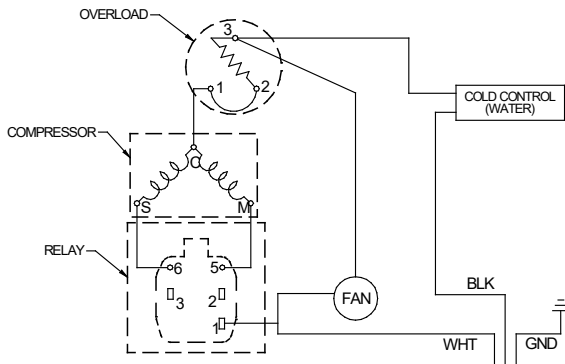 OVERLOAD
3
1
2
COLD CONTROL
(WATER)
COMPRESSOR
C
S
M
RELAY
6
5
3
2
1
FAN
BLK
WHT
GND